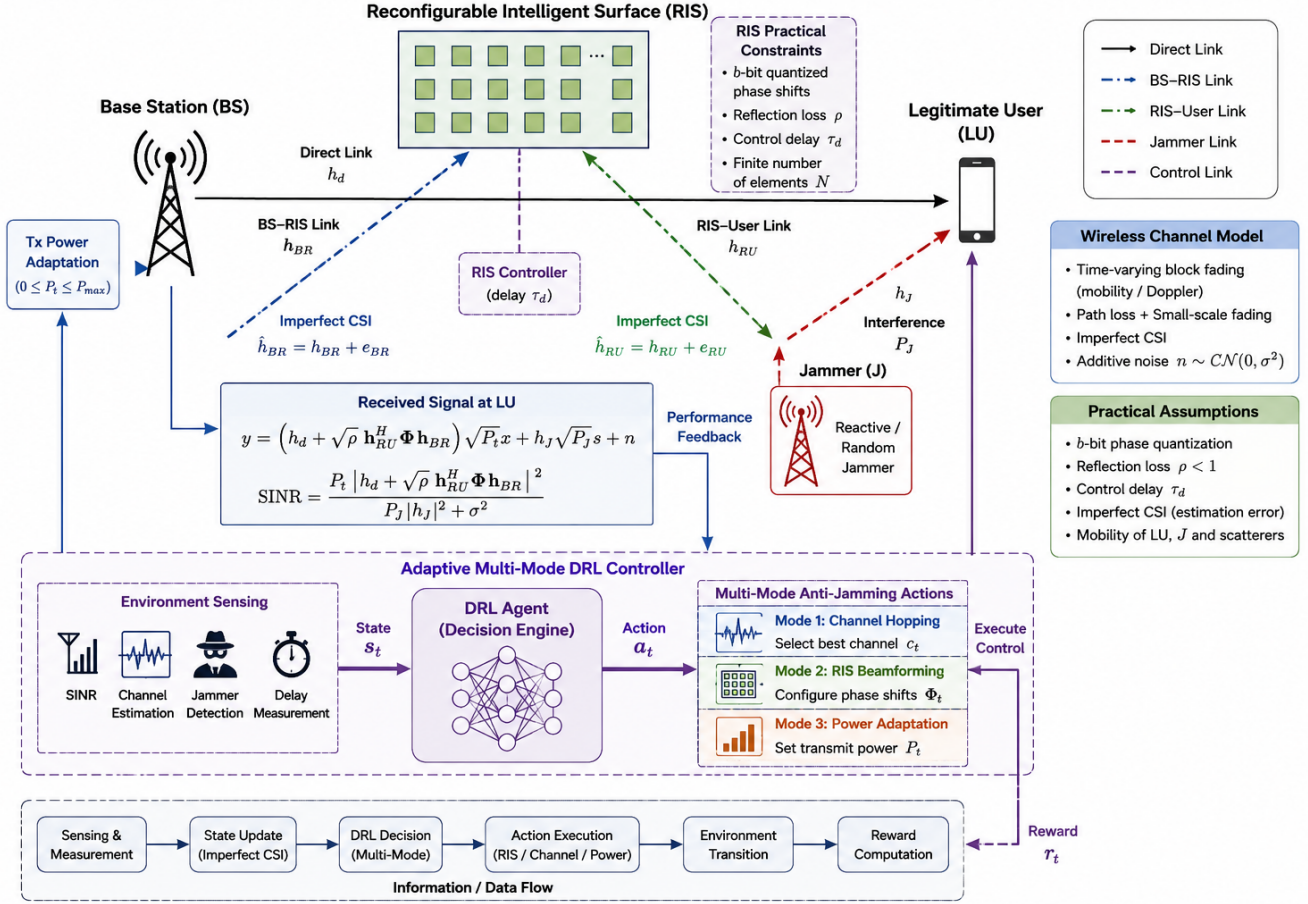 Reconfigurable Intelligent Surface (RIS)
...
RIS Practical
Constraints
• b-bit quantized
phase shifts
• Reflection loss ρ
• Control delay τ_d
• Finite number
of elements N
Direct Link
BS–RIS Link
RIS–User Link
Jammer Link
Control Link
Base Station (BS)
Legitimate User
(LU)
Direct Link
h_d
BS–RIS Link
h_BR
RIS–User Link
h_RU
Tx Power
Adaptation
(0 ≤ P_t ≤ P_max)
RIS Controller
(delay τ_d)
Imperfect CSI
ĥ_BR = h_BR + e_BR
Imperfect CSI
ĥ_RU = h_RU + e_RU
h_J
Interference
P_J
Jammer (J)
Reactive /
Random
Jammer
Wireless Channel Model
• Time-varying block fading
(mobility / Doppler)
• Path loss + Small-scale fading
• Imperfect CSI
• Additive noise n ∼ CN(0, σ²)
Practical Assumptions
• b-bit phase quantization
• Reflection loss ρ < 1
• Control delay τ_d
• Imperfect CSI (estimation error)
• Mobility of LU, J and scatterers
Received Signal at LU
y = (h_d + √ρ h_RU^H Φ h_BR) √P_t x + h_J √P_J s + n
SINR = P_t |h_d + √ρ h_RU^H Φ h_BR|² / P_J |h_J|² + σ²
Performance
Feedback
Adaptive Multi-Mode DRL Controller
Environment Sensing
SINR
Channel
Estimation
Jammer
Detection
Delay
Measurement
State
s_t
DRL Agent
(Decision Engine)
Action
a_t
Multi-Mode Anti-Jamming Actions
Mode 1: Channel Hopping
Select best channel c_t
Mode 2: RIS Beamforming
Configure phase shifts Φ_t
Mode 3: Power Adaptation
Set transmit power P_t
Execute
Control
Sensing &
Measurement
State Update
(Imperfect CSI)
DRL Decision
(Multi-Mode)
Action Execution
(RIS / Channel / Power)
Environment
Transition
Reward
Computation
Reward
r_t
Information / Data Flow